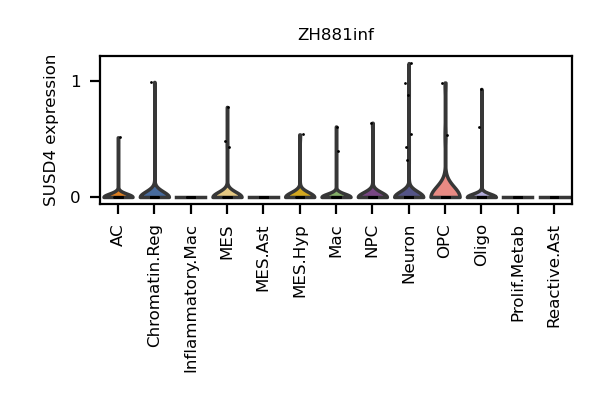 ZH881inf
SUSD4 expression
1
0
AC
Chromatin.Reg
Inflammatory.Mac
MES
MES.Ast
MES.Hyp
Mac
NPC
Neuron
OPC
Oligo
Prolif.Metab
Reactive.Ast